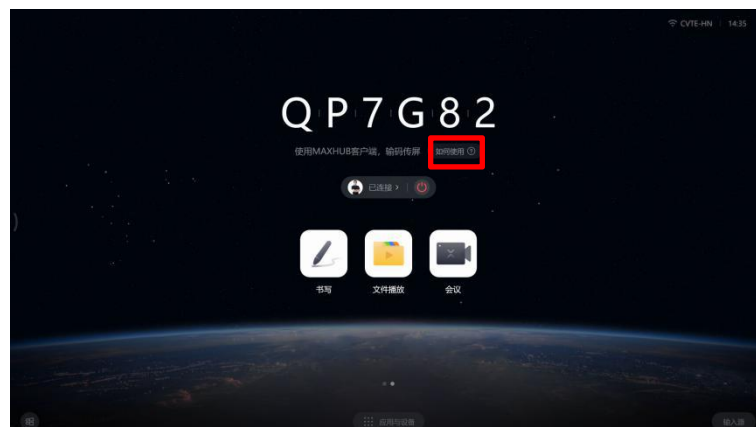 CVTE-HN 14:35
QP7G82
使用MAXHUB客户端，输码传屏 如何使用
已连接 >
书写 文件播放 会议
应用与设备 输入源